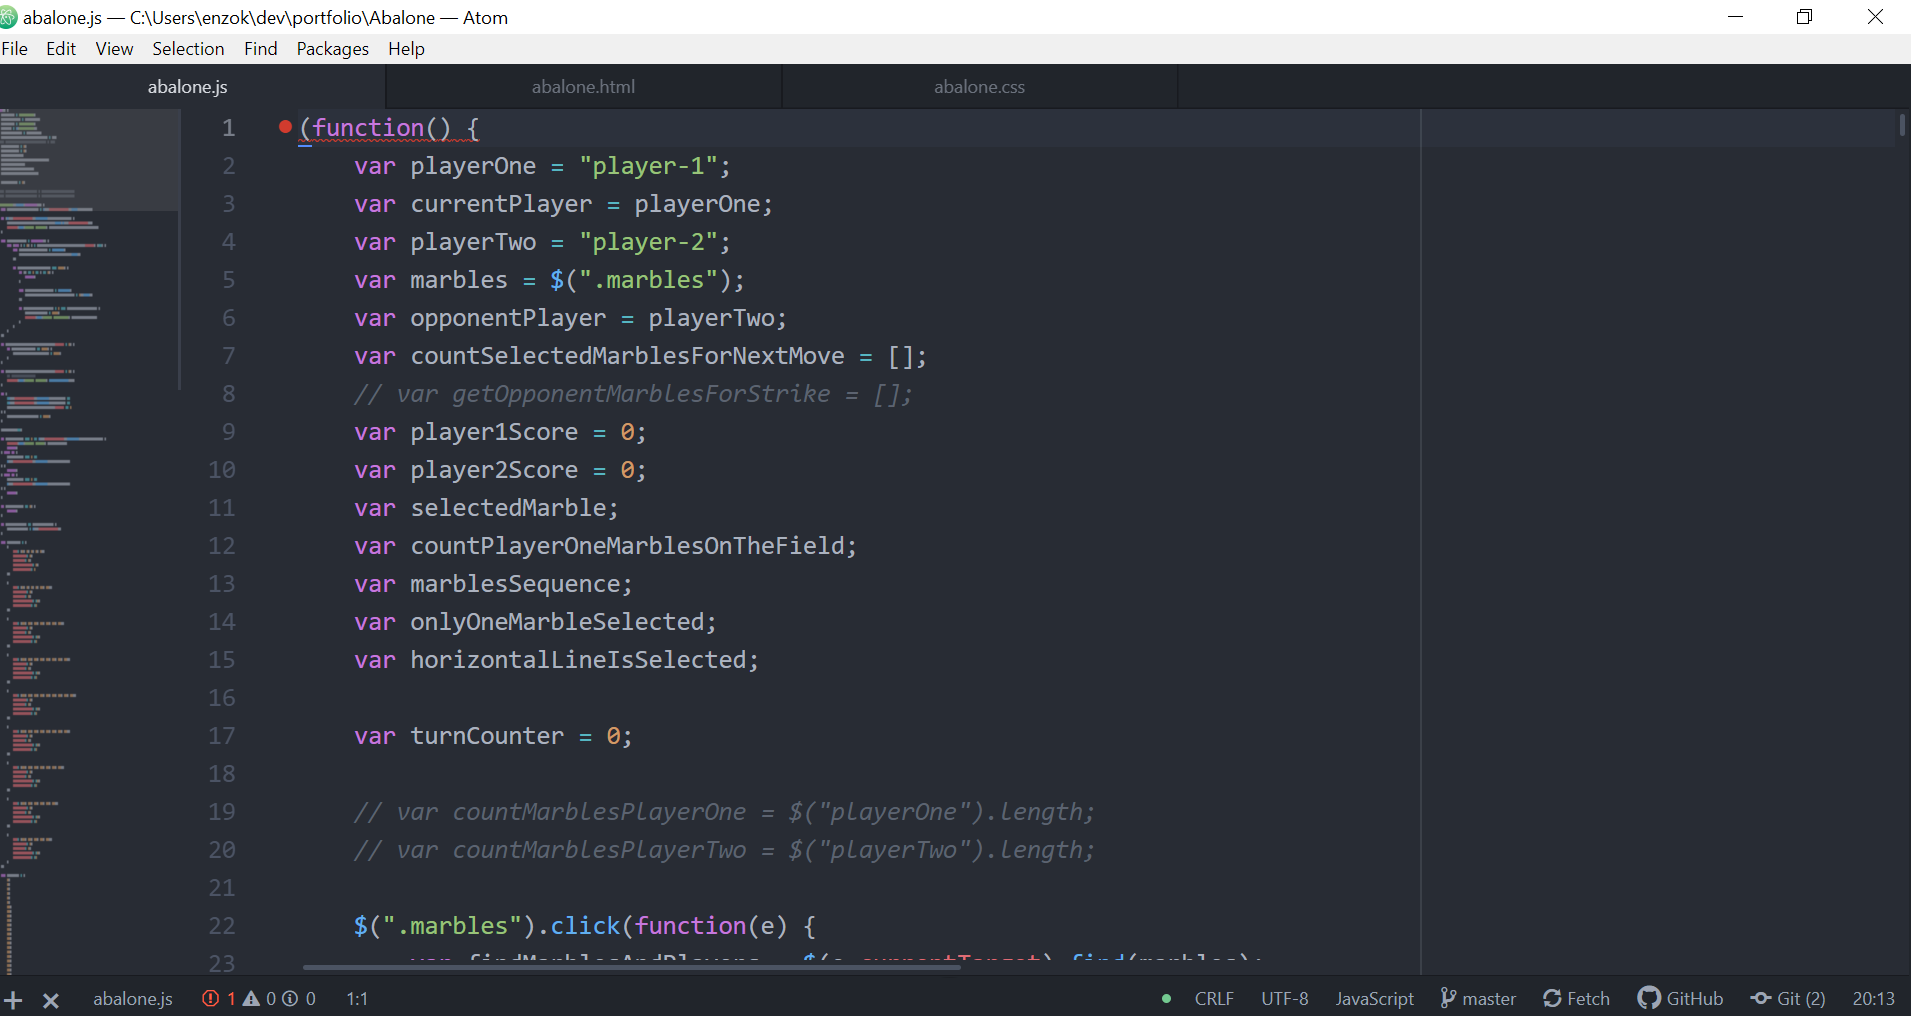 abalone.js — C:\Users\enzok\dev\portfolio\Abalone — Atom
File Edit View Selection Find Packages Help
abalone.js abalone.html abalone.css
1 (function() {
2 var playerOne = "player-1";
3 var currentPlayer = playerOne;
4 var playerTwo = "player-2";
5 var marbles = $(".marbles");
6 var opponentPlayer = playerTwo;
7 var countSelectedMarblesForNextMove = [];
8 // var getOpponentMarblesForStrike = [];
9 var player1Score = 0;
10 var player2Score = 0;
11 var selectedMarble;
12 var countPlayerOneMarblesOnTheField;
13 var marblesSequence;
14 var onlyOneMarbleSelected;
15 var horizontalLineIsSelected;
16
17 var turnCounter = 0;
18
19 // var countMarblesPlayerOne = $("playerOne").length;
20 // var countMarblesPlayerTwo = $("playerTwo").length;
21
22 $(".marbles").click(function(e) {
23 var findMarblesAndPlayers = $(e.currentTarget).find(marbles);
abalone.js 1 0 0 1:1 CRLF UTF-8 JavaScript master Fetch GitHub Git (2) 20:13